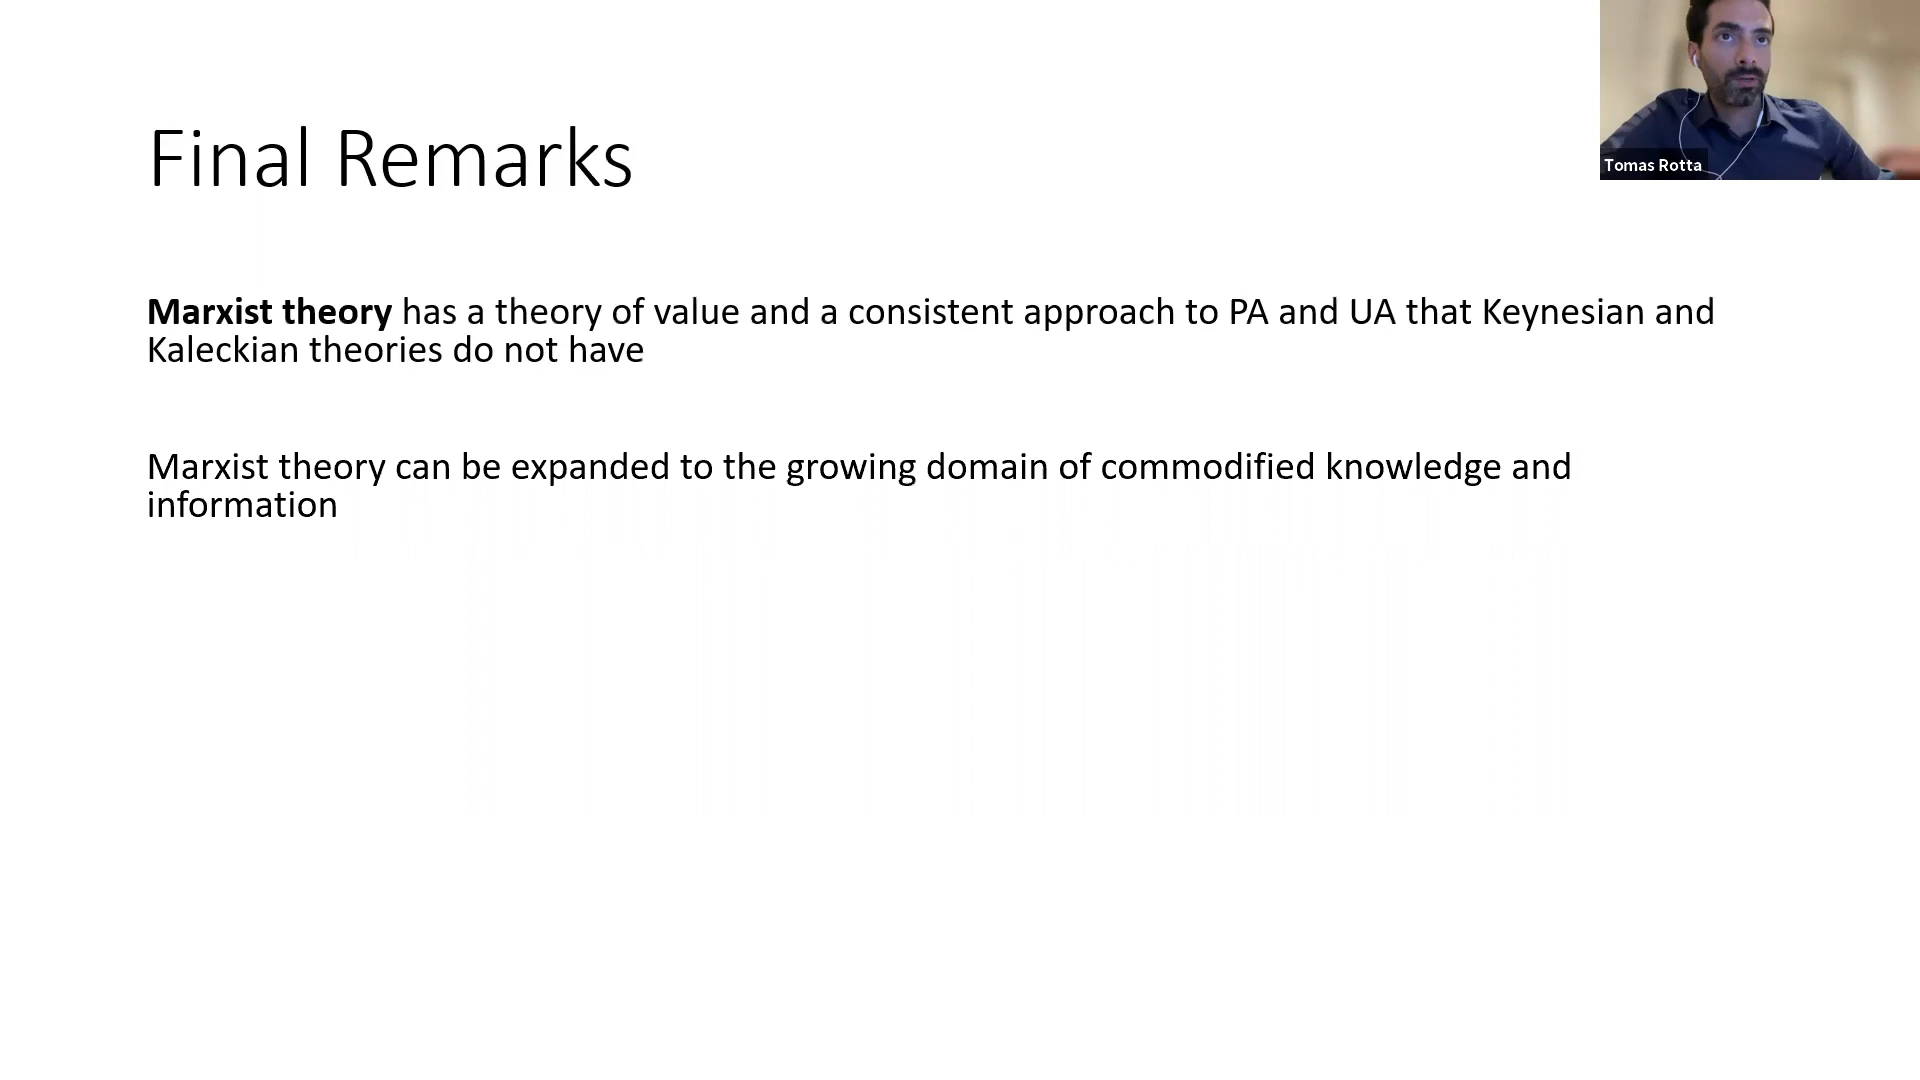 Final Remarks
Tomas Rotta
Marxist theory has a theory of value and a consistent approach to PA and UA that Keynesian and
Kaleckian theories do not have
Marxist theory can be expanded to the growing domain of commodified knowledge and
information